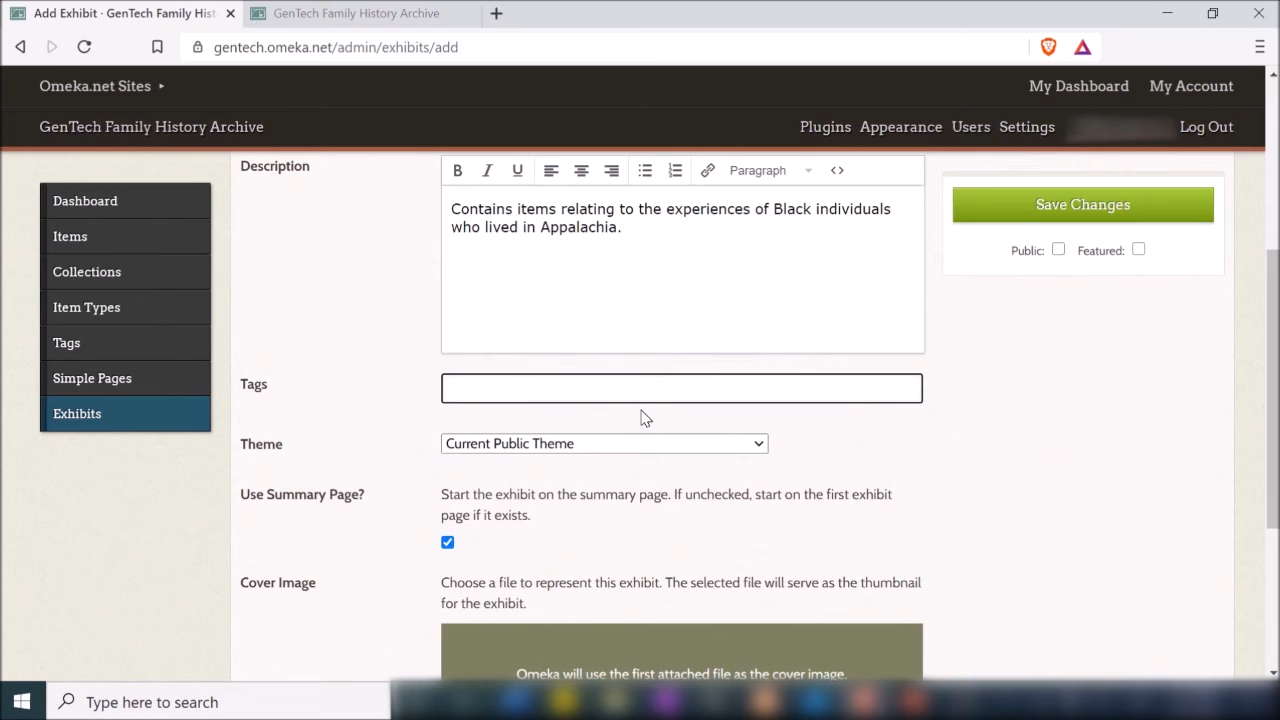 Add Exhibit · GenTech Family Hist
GenTech Family History Archive
gentech.omeka.net/admin/exhibits/add
Omeka.net Sites
My Dashboard My Account
GenTech Family History Archive
Plugins Appearance Users Settings Log Out
Dashboard
Items
Collections
Item Types
Tags
Simple Pages
Exhibits
Description
B I U Paragraph <>
Contains items relating to the experiences of Black individuals
who lived in Appalachia.
Save Changes
Public: Featured:
Tags
Theme
Current Public Theme
Use Summary Page?
Start the exhibit on the summary page. If unchecked, start on the first exhibit
page if it exists.
Cover Image
Choose a file to represent this exhibit. The selected file will serve as the thumbnail
for the exhibit.
Omeka will use the first attached file as the cover image.
Type here to search